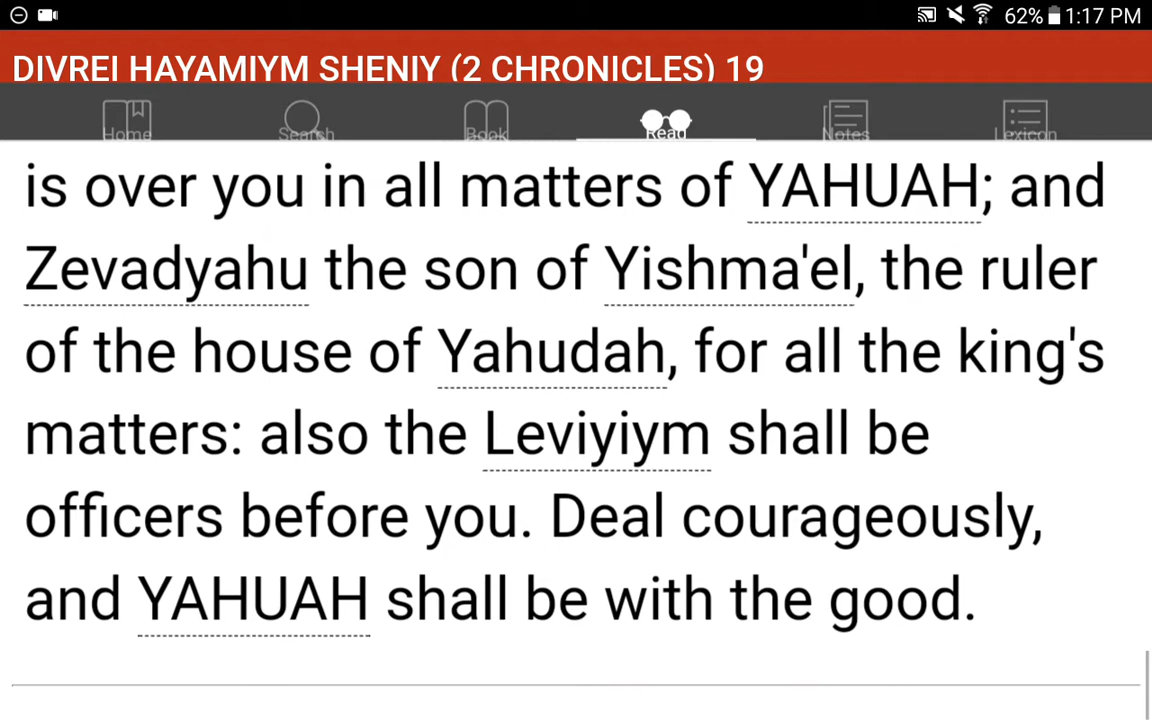 62% 1:17 PM
DIVREI HAYAMIYM SHENIY (2 CHRONICLES) 19
Home Search Book Read Notes Lexicon
is over you in all matters of YAHUAH; and
Zevadyahu the son of Yishma'el, the ruler
of the house of Yahudah, for all the king's
matters: also the Leviyiym shall be
officers before you. Deal courageously,
and YAHUAH shall be with the good.